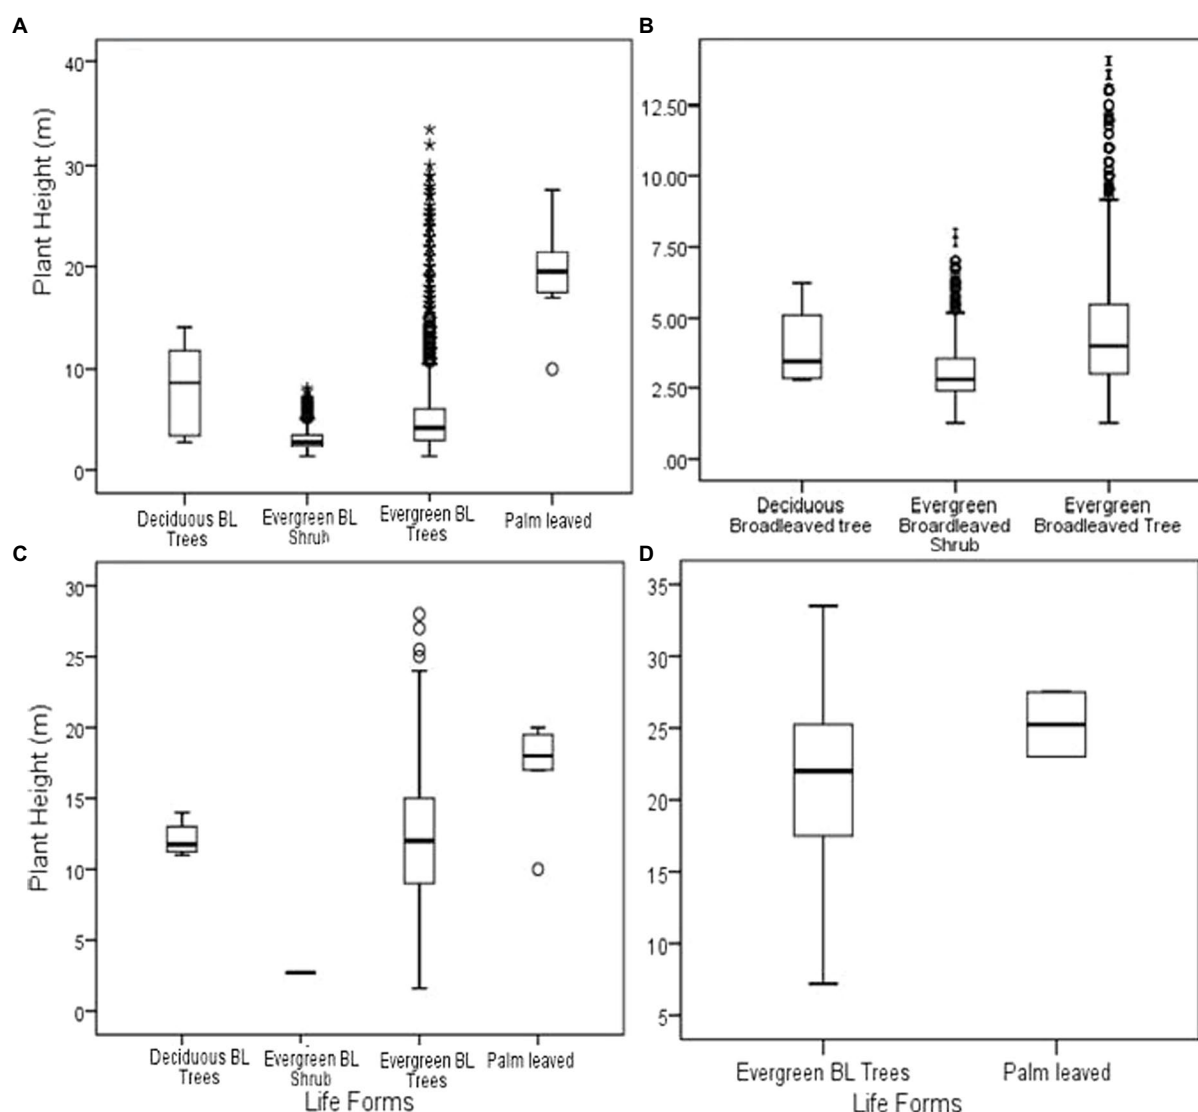 A
Plant Height (m)
40
30
20
10
0
Deciduous BL
Trees
Evergreen BL
Shrub
Evergreen BL
Trees
Palm leaved
B
12.50
10.00
7.50
5.00
2.50
.00
Deciduous
Broadleaved tree
Evergreen
Broardleaved
Shrub
Evergreen
Broadleaved Tree
C
Plant Height (m)
30
25
20
15
10
5
0
Deciduous BL
Trees
Evergreen BL
Shrub
Evergreen BL
Trees
Palm leaved
Life Forms
D
35
30
25
20
15
10
5
Evergreen BL Trees
Palm leaved
Life Forms